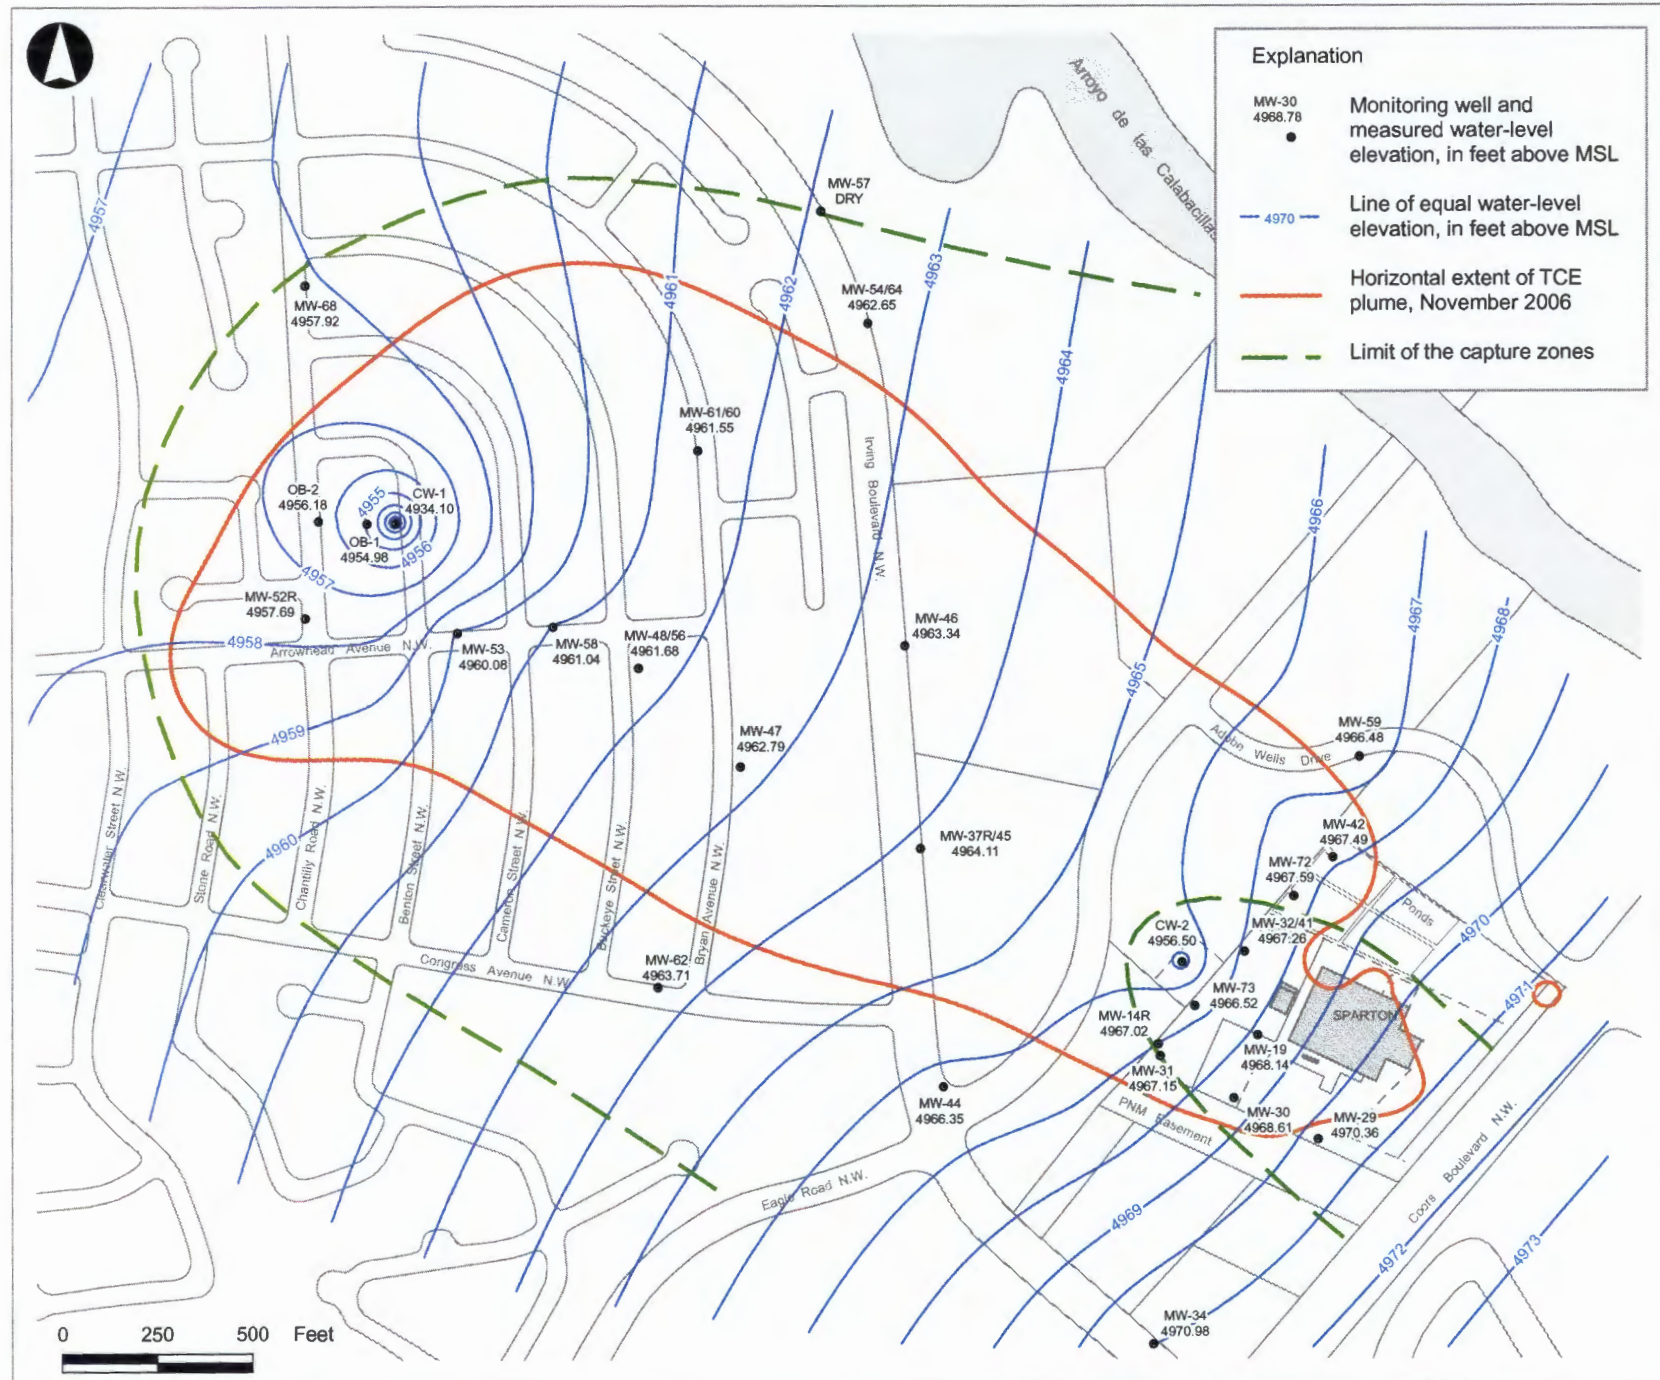 Explanation
MW-30
4968.78
Monitoring well and
measured water-level
elevation, in feet above MSL
4970
Line of equal water-level
elevation, in feet above MSL
Horizontal extent of TCE
plume, November 2006
Limit of the capture zones
Arroyo de las Calabacillas
4957
MW-57
DRY
MW-68
4957.92
4961
4962
4963
MW-54/64
4962.65
4964
MW-61/60
4961.55
Irving Boulevard N.W.
OB-2
4956.18
4955
CW-1
4934.10
OB-1
4954.98
4956
4957
4966
4967
4968
MW-52R
4957.69
4958
Arrowhead Avenue N.W.
MW-53
4960.08
MW-58
4961.04
MW-48/56
4961.68
MW-46
4963.34
4965
4959
MW-47
4962.79
MW-59
4966.48
Adobe Wells Drive
Clearwater Street N.W.
Stone Road N.W.
Chantilly Road N.W.
Benton Street N.W.
Cameron Street N.W.
Buckeye Street N.W.
Bryan Avenue N.W.
4960
MW-37R/45
4964.11
MW-42
4967.49
MW-72
4967.59
Ponds
CW-2
4956.50
MW-32/41
4967.26
4970
MW-62
4963.71
Congress Avenue N.W.
MW-73
4966.52
4971
MW-14R
4967.02
SPARTON
MW-19
4968.14
MW-31
4967.15
MW-44
4966.35
PNM Easement
MW-30
4968.61
MW-29
4970.36
Coors Boulevard N.W.
Eagle Road N.W.
4969
4972
4973
MW-34
4970.98
0 250 500 Feet